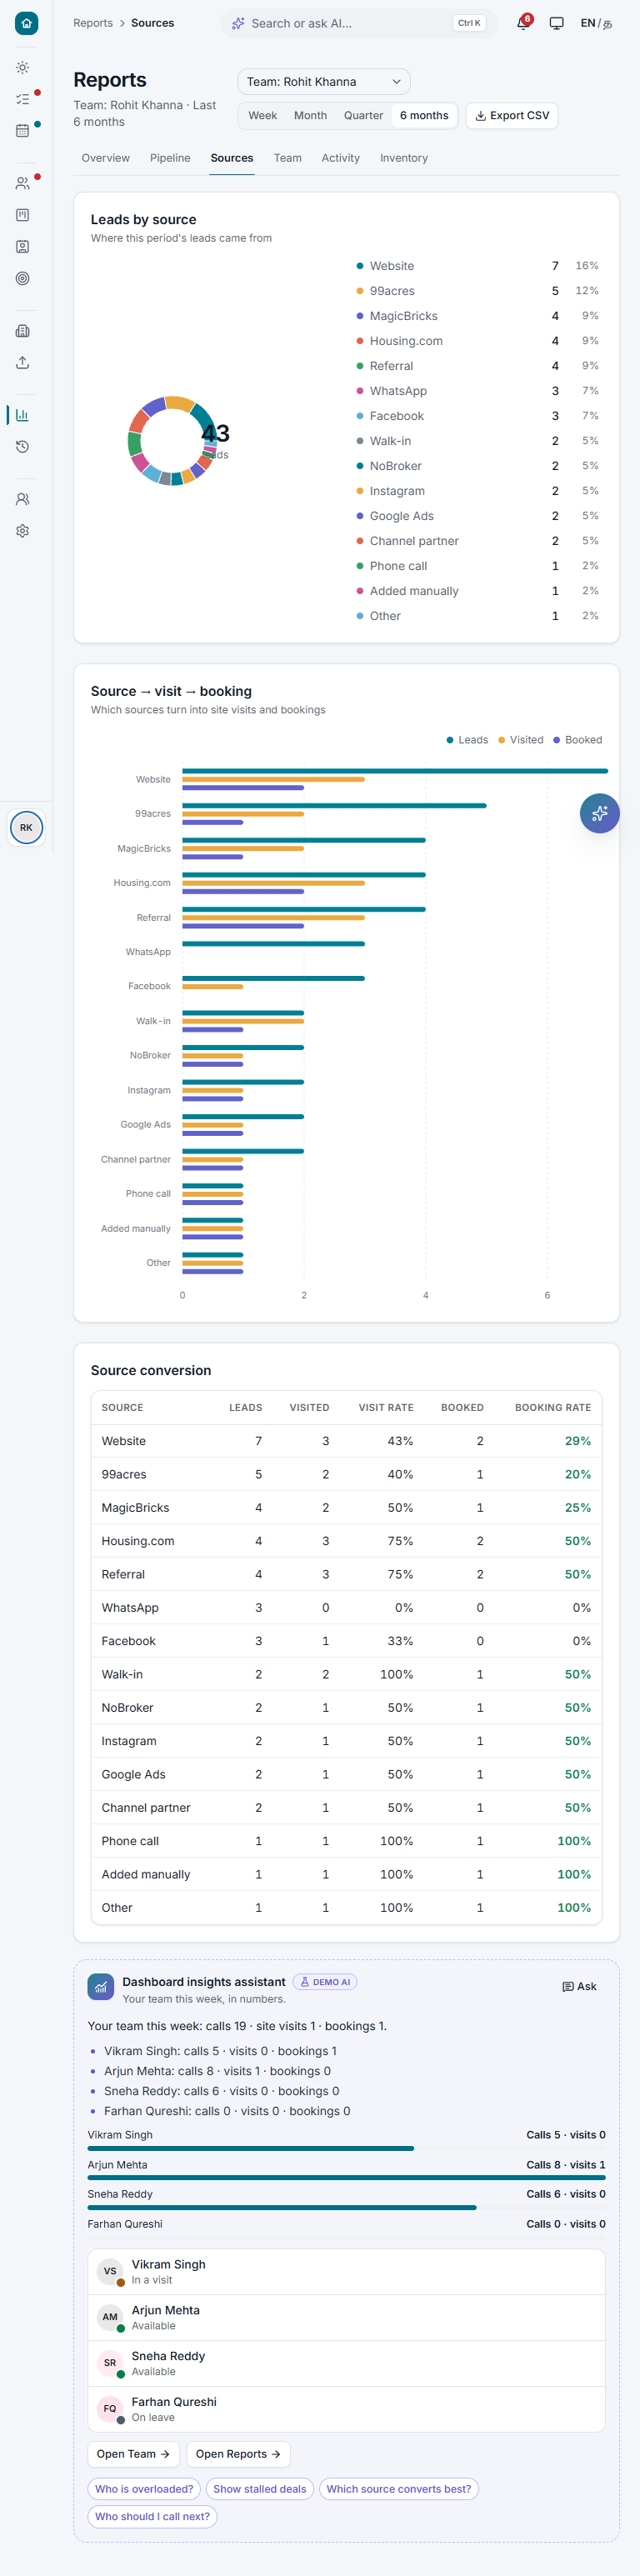 Reports > Sources
Search or ask AI...
Ctrl K
6
EN / த
Reports
Team: Rohit Khanna · Last
6 months
Team: Rohit Khanna
Week Month Quarter 6 months
Export CSV
Overview Pipeline Sources Team Activity Inventory
Leads by source
Where this period's leads came from
43
Website 7 16%
99acres 5 12%
MagicBricks 4 9%
Housing.com 4 9%
Referral 4 9%
WhatsApp 3 7%
Facebook 3 7%
Walk-in 2 5%
NoBroker 2 5%
Instagram 2 5%
Google Ads 2 5%
Channel partner 2 5%
Phone call 1 2%
Added manually 1 2%
Other 1 2%
Source → visit → booking
Which sources turn into site visits and bookings
Leads Visited Booked
Website
99acres
MagicBricks
Housing.com
Referral
WhatsApp
Facebook
Walk-in
NoBroker
Instagram
Google Ads
Channel partner
Phone call
Added manually
Other
0 2 4 6
RK
Source conversion
SOURCE LEADS VISITED VISIT RATE BOOKED BOOKING RATE
Website 7 3 43% 2 29%
99acres 5 2 40% 1 20%
MagicBricks 4 2 50% 1 25%
Housing.com 4 3 75% 2 50%
Referral 4 3 75% 2 50%
WhatsApp 3 0 0% 0 0%
Facebook 3 1 33% 0 0%
Walk-in 2 2 100% 1 50%
NoBroker 2 1 50% 1 50%
Instagram 2 1 50% 1 50%
Google Ads 2 1 50% 1 50%
Channel partner 2 1 50% 1 50%
Phone call 1 1 100% 1 100%
Added manually 1 1 100% 1 100%
Other 1 1 100% 1 100%
Dashboard insights assistant DEMO AI
Your team this week, in numbers.
Ask
Your team this week: calls 19 · site visits 1 · bookings 1.
• Vikram Singh: calls 5 · visits 0 · bookings 1
• Arjun Mehta: calls 8 · visits 1 · bookings 0
• Sneha Reddy: calls 6 · visits 0 · bookings 0
• Farhan Qureshi: calls 0 · visits 0 · bookings 0
Vikram Singh Calls 5 · visits 0
Arjun Mehta Calls 8 · visits 1
Sneha Reddy Calls 6 · visits 0
Farhan Qureshi Calls 0 · visits 0
VS Vikram Singh
In a visit
AM Arjun Mehta
Available
SR Sneha Reddy
Available
FQ Farhan Qureshi
On leave
Open Team → Open Reports →
Who is overloaded? Show stalled deals Which source converts best?
Who should I call next?